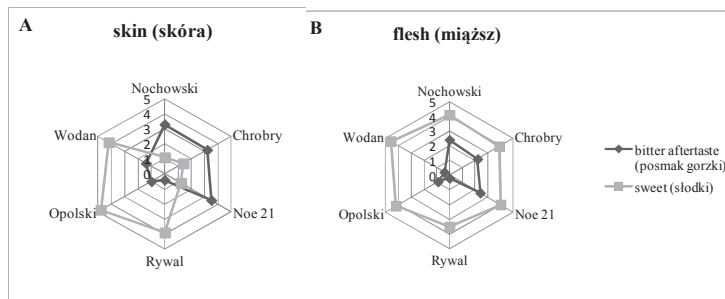 A
skin (skóra)
Nochowski
5
4
3
2
1
0
Chrobry
Noe 21
Rywal
Opolski
Wodan
B
flesh (miąższ)
Nochowski
5
4
3
2
1
0
Chrobry
Noe 21
Rywal
Opolski
Wodan
bitter aftertaste
(posmak gorzki)
sweet (słodki)